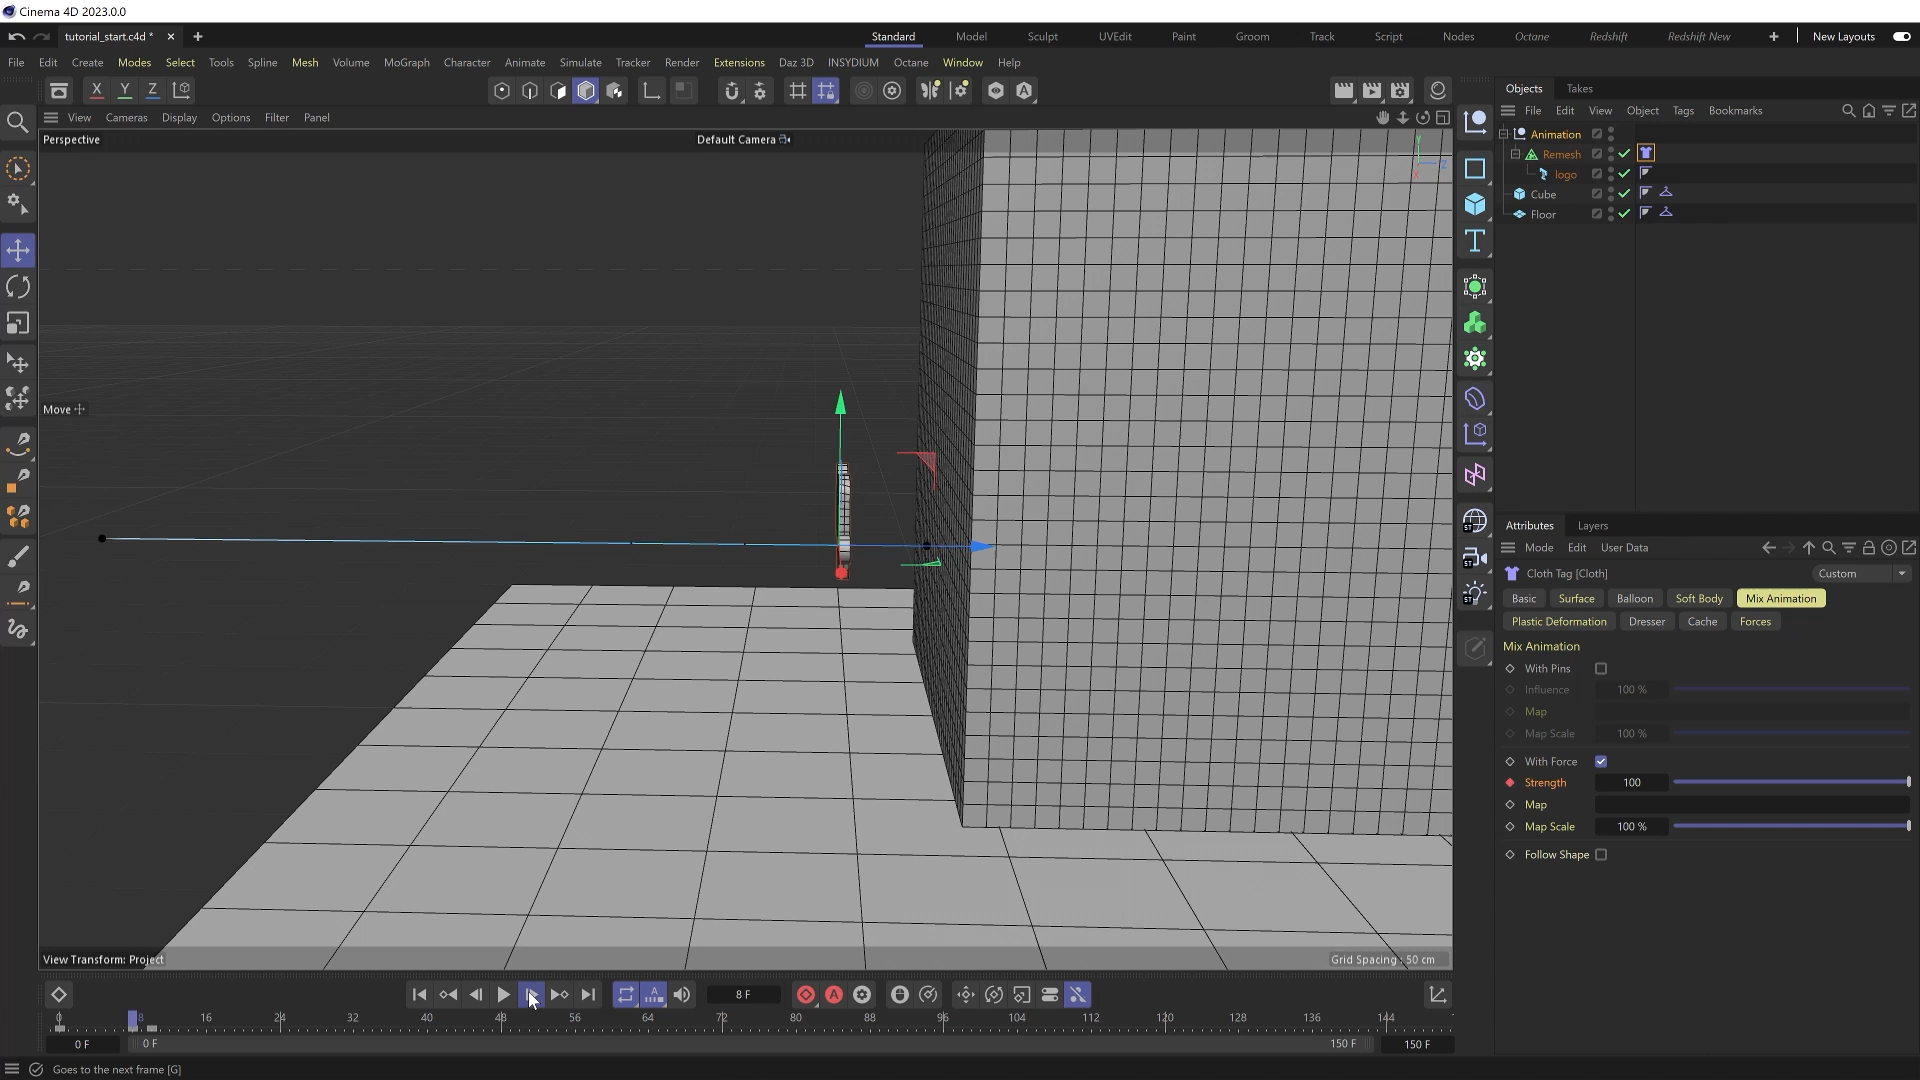 Cinema 4D 2023.0.0
tutorial_start.c4d *
Standard Model Sculpt UVEdit Paint Groom Track Script Nodes Octane Redshift Redshift New New Layouts
File Edit Create Modes Select Tools Spline Mesh Volume MoGraph Character Animate Simulate Tracker Render Extensions Daz 3D INSYDIUM Octane Window Help
X Y Z
View Cameras Display Options Filter Panel
Perspective
Default Camera
Y
Z
X
Move
View Transform: Project
Grid Spacing : 50 cm
Objects Takes
File Edit View Object Tags Bookmarks
Animation
Remesh
logo
Cube
Floor
Attributes Layers
Mode Edit User Data
Cloth Tag [Cloth]
Custom
Basic Surface Balloon Soft Body Mix Animation
Plastic Deformation Dresser Cache Forces
Mix Animation
With Pins
Influence 100 %
Map
Map Scale 100 %
With Force
Strength 100
Map
Map Scale 100 %
Follow Shape
ST
ST
ST
8 F
0 8 16 24 32 40 48 56 64 72 80 88 96 104 112 120 128 136 144
0 F 0 F 150 F 150 F
Goes to the next frame [G]